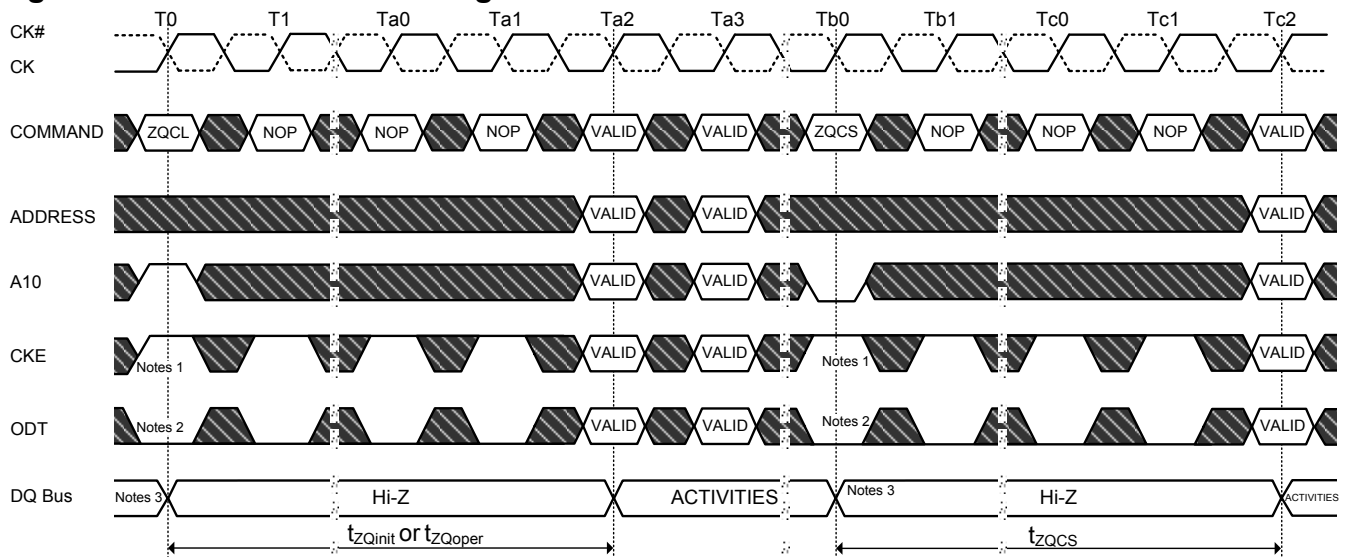 T0 T1 Ta0 Ta1 Ta2 Ta3 Tb0 Tb1 Tc0 Tc1 Tc2
CK#
CK
COMMAND ZQCL NOP NOP NOP VALID VALID ZQCS NOP NOP NOP VALID
ADDRESS VALID VALID VALID
A10 VALID VALID VALID
CKE Notes 1 VALID VALID Notes 1 VALID
ODT Notes 2 VALID VALID Notes 2 VALID
DQ Bus Notes 3 Hi-Z ACTIVITIES Notes 3 Hi-Z ACTIVITIES
tZQinit or tZQoper tZQCS